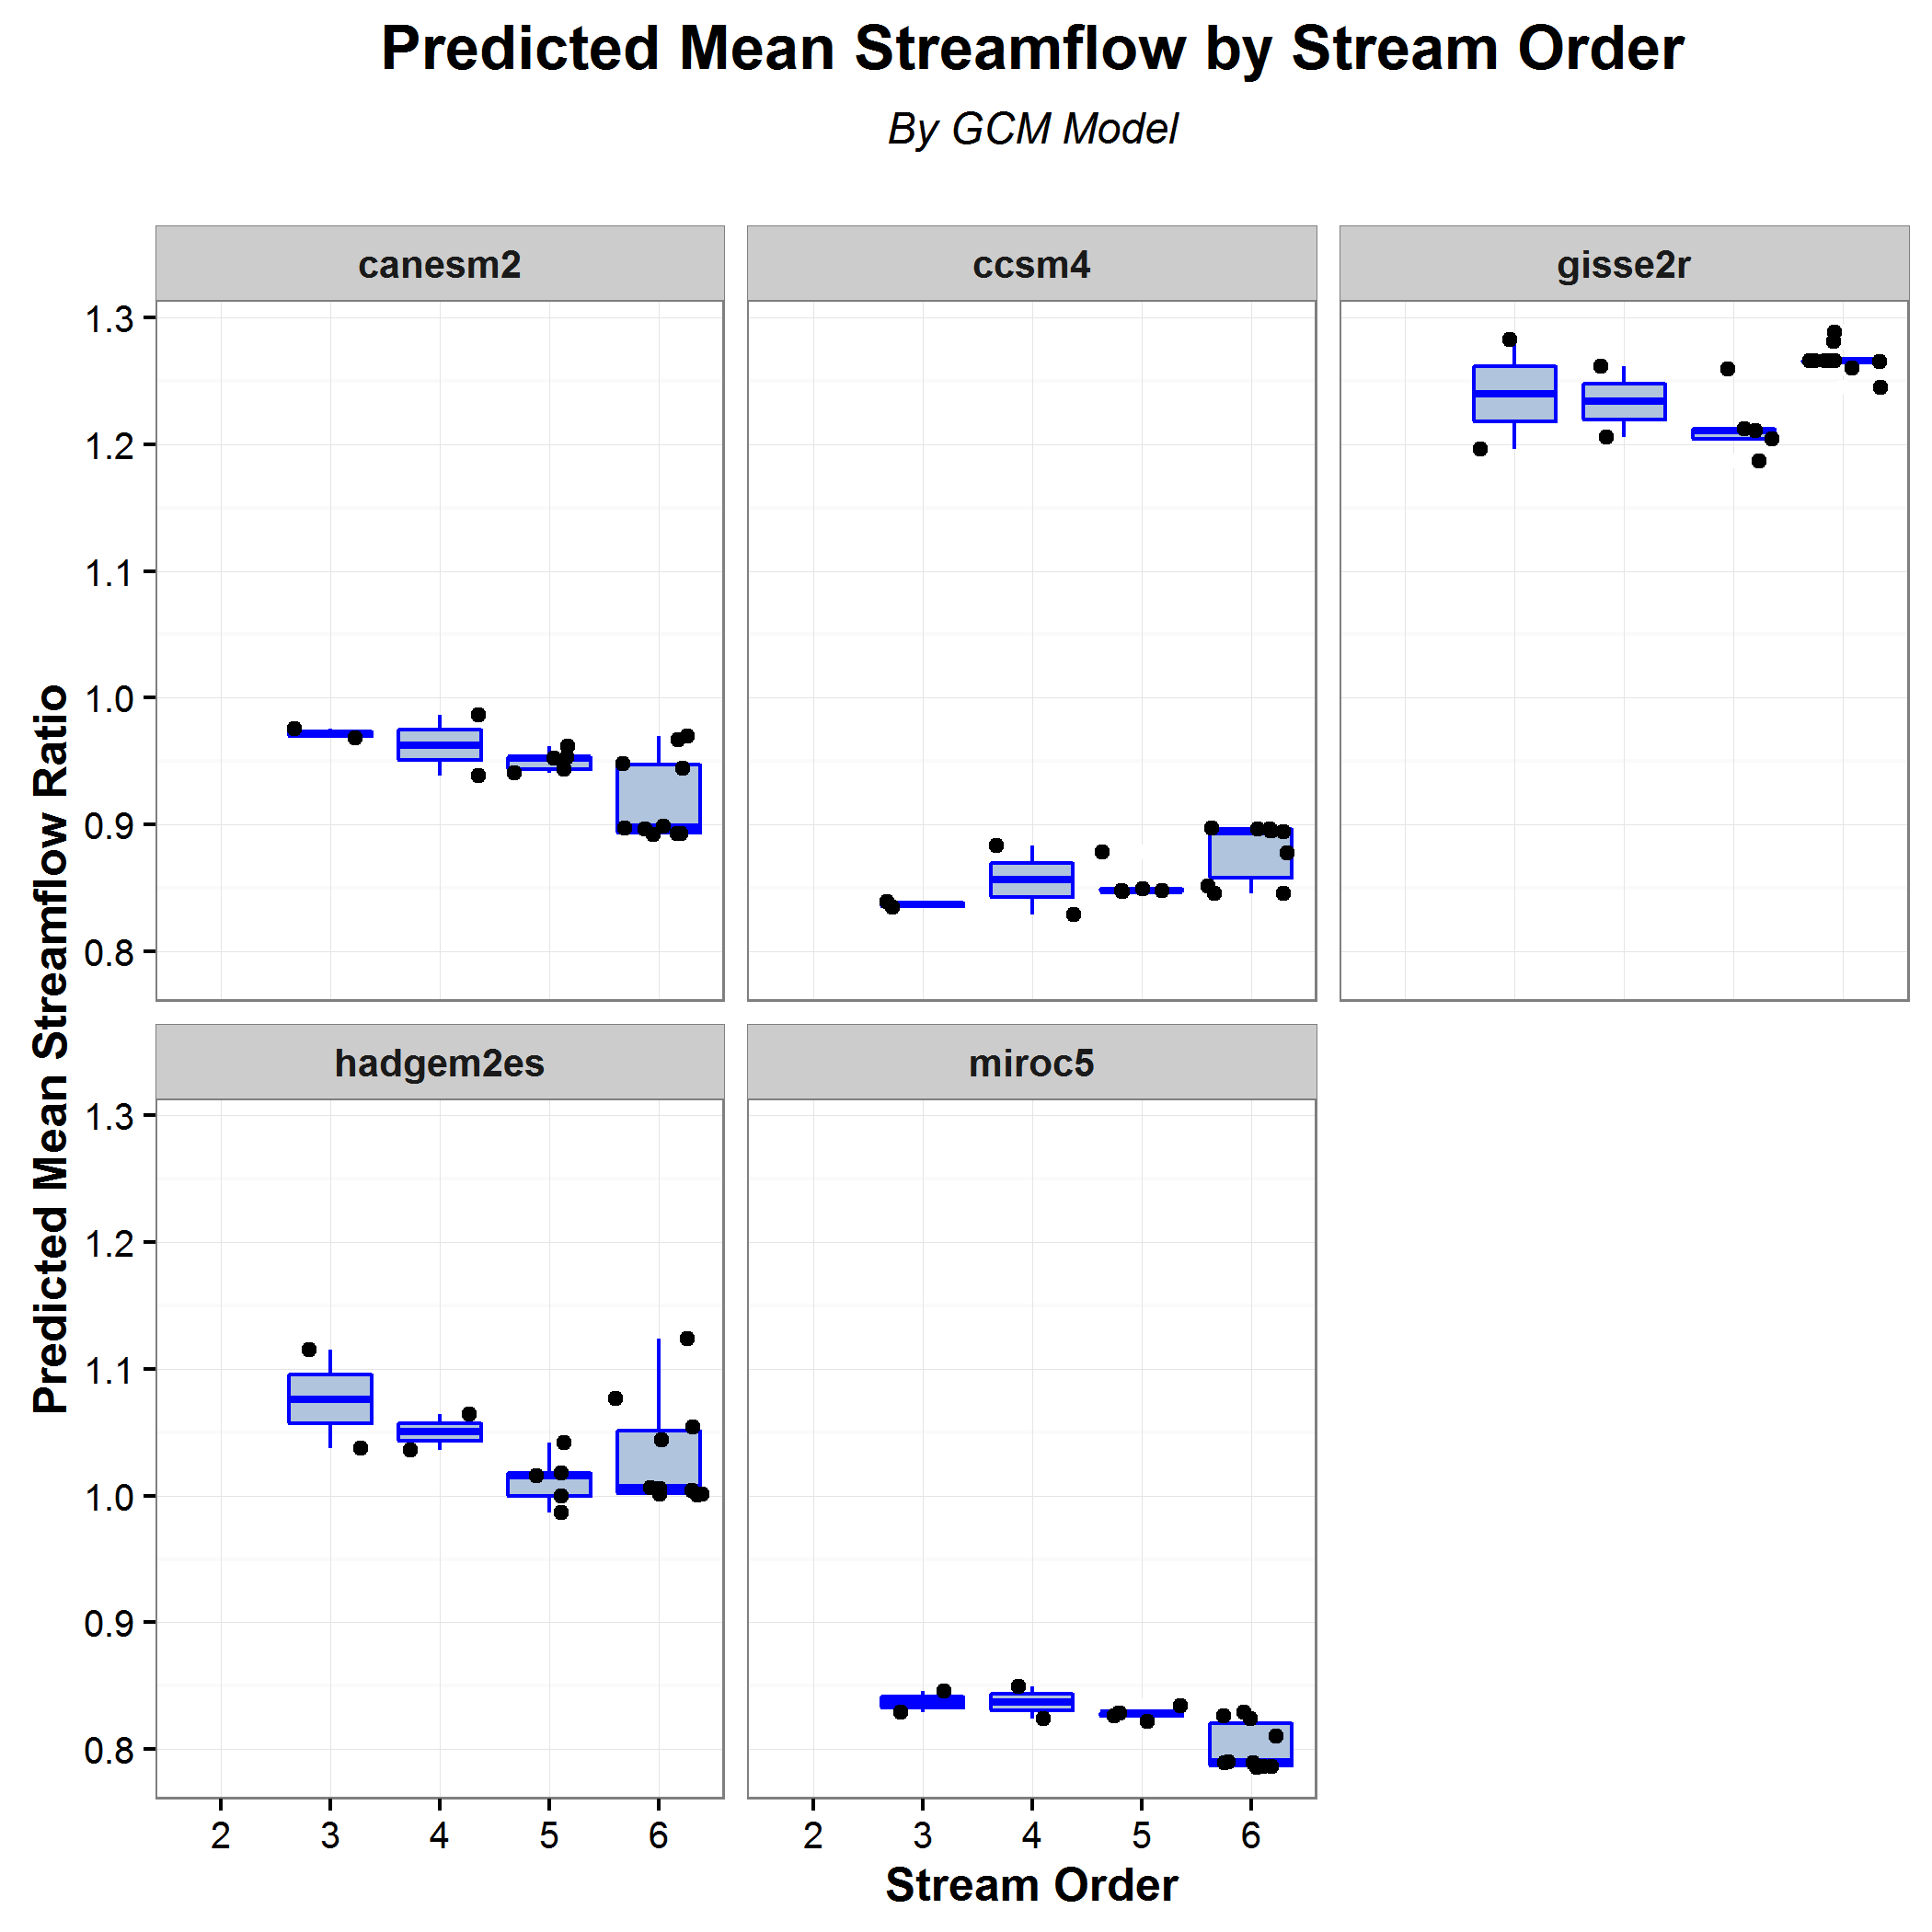 Predicted Mean Streamflow by Stream Order
By GCM Model
canesm2
ccsm4
gisse2r
1.3
1.2
1.1
1.0
0.9
0.8
Predicted Mean Streamflow Ratio
hadgem2es
miroc5
1.3
1.2
1.1
1.0
0.9
0.8
2 3 4 5 6
2 3 4 5 6
Stream Order